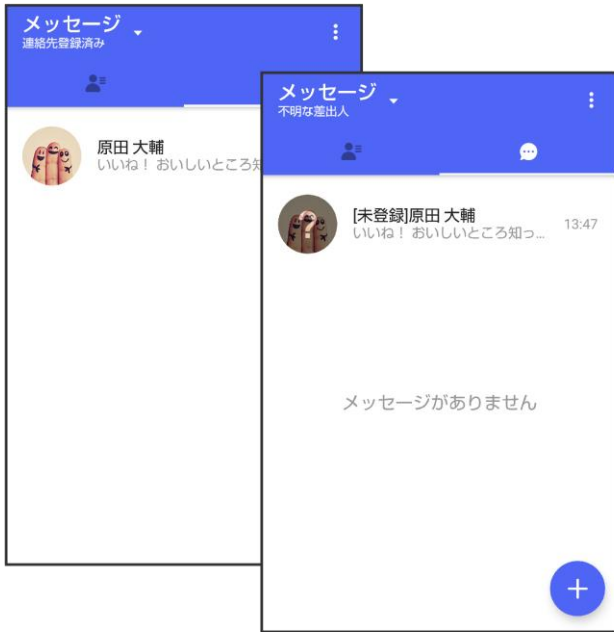 メッセージ
連絡先登録済み
原田 大輔
いいね！ おいしいところ
メッセージ
不明な差出人
[未登録]原田 大輔
いいね！ おいしいところ知っ...
13:47
メッセージがありません